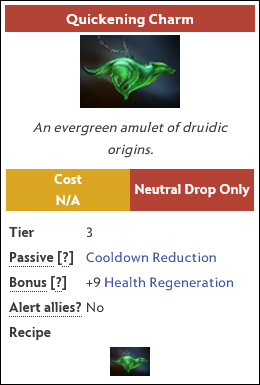 Quickening Charm
An evergreen amulet of druidic
origins.
Cost
N/A
Neutral Drop Only
Tier 3
Passive [?] Cooldown Reduction
Bonus [?] +9 Health Regeneration
Alert allies? No
Recipe